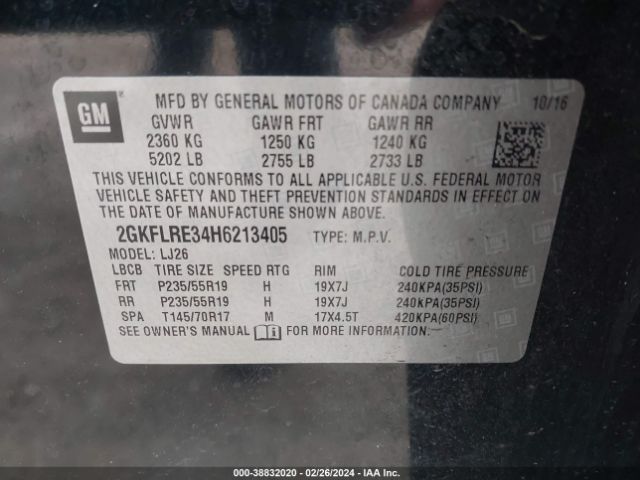 GM
MFD BY GENERAL MOTORS OF CANADA COMPANY 10/16
GVWR GAWR FRT GAWR RR
2360 KG 1250 KG 1240 KG
5202 LB 2755 LB 2733 LB
THIS VEHICLE CONFORMS TO ALL APPLICABLE U.S. FEDERAL MOTOR
VEHICLE SAFETY AND THEFT PREVENTION STANDARDS IN EFFECT ON
THE DATE OF MANUFACTURE SHOWN ABOVE.
2GKFLRE34H6213405 TYPE: M.P.V.
MODEL: LJ26
LBCB TIRE SIZE SPEED RTG RIM COLD TIRE PRESSURE
FRT P235/55R19 H 19X7J 240KPA(35PSI)
RR P235/55R19 H 19X7J 240KPA(35PSI)
SPA T145/70R17 M 17X4.5T 420KPA(60PSI)
SEE OWNER'S MANUAL FOR MORE INFORMATION.
000-38832020 - 02/26/2024 - IAA Inc.